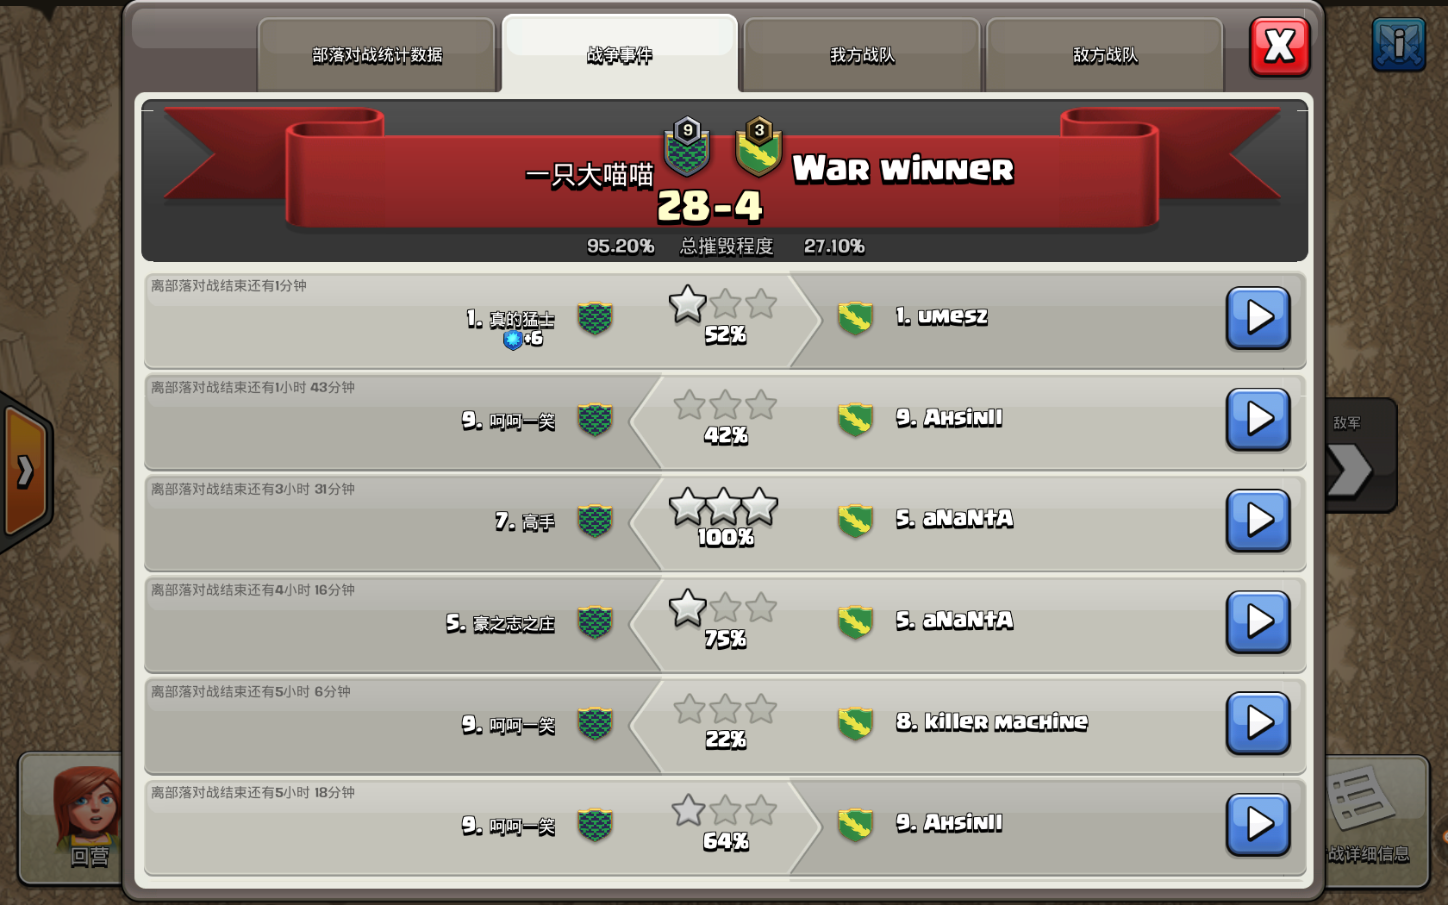 部落对战统计数据
战争事件
我方战队
敌方战队
X
i
9
3
一只大喵喵
War winner
28-4
95.20% 总摧毁程度 27.10%
离部落对战结束还有1分钟
1. 真的猛士
+6
52%
1. umesz
离部落对战结束还有1小时 43分钟
9. 呵呵一笑
42%
9. Ahsinll
离部落对战结束还有3小时 31分钟
7. 高手
100%
5. aNaNtA
离部落对战结束还有4小时 16分钟
5. 豪之志之庄
75%
5. aNaNtA
离部落对战结束还有5小时 6分钟
9. 呵呵一笑
22%
8. killer machine
离部落对战结束还有5小时 18分钟
9. 呵呵一笑
64%
9. Ahsinll
敌军
回营
战详细信息